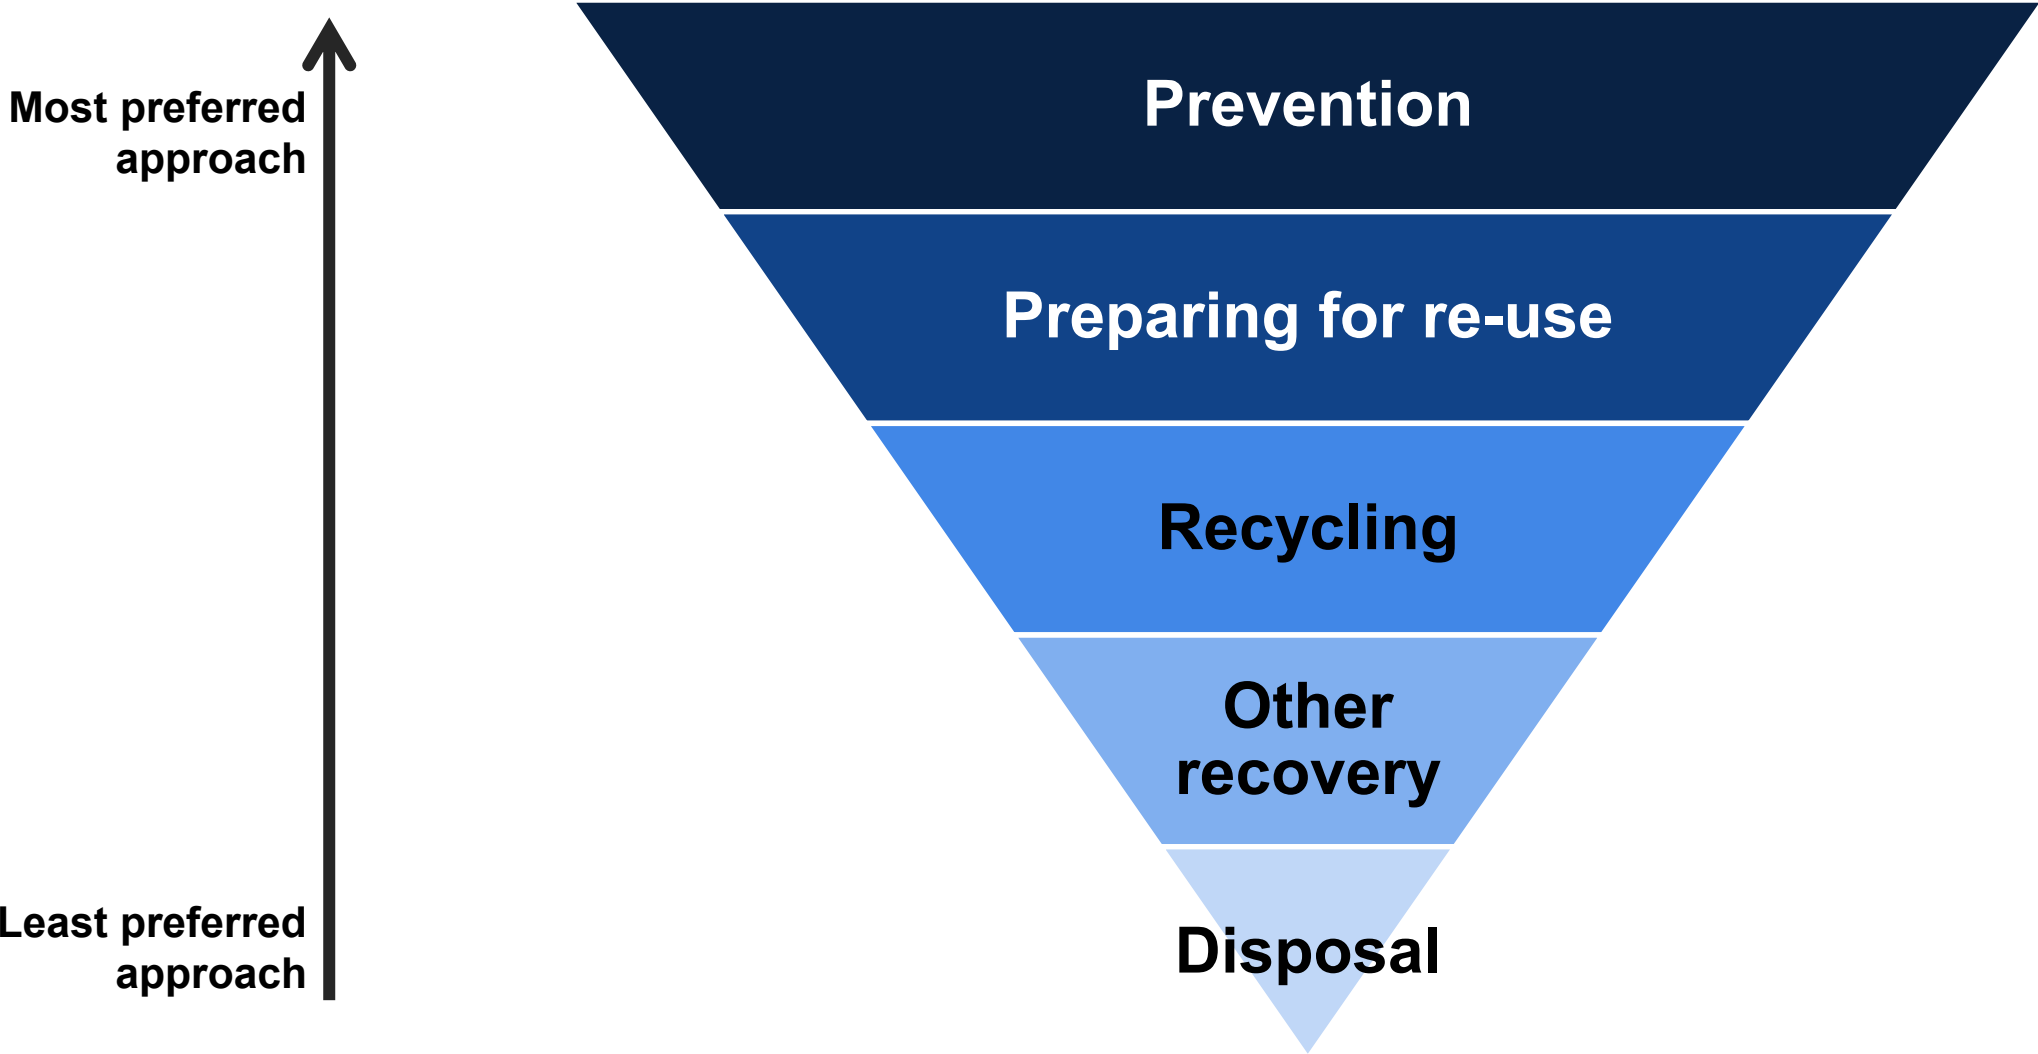 Most preferred
approach
Prevention
Preparing for re-use
Recycling
Other
recovery
Least preferred
approach
Disposal